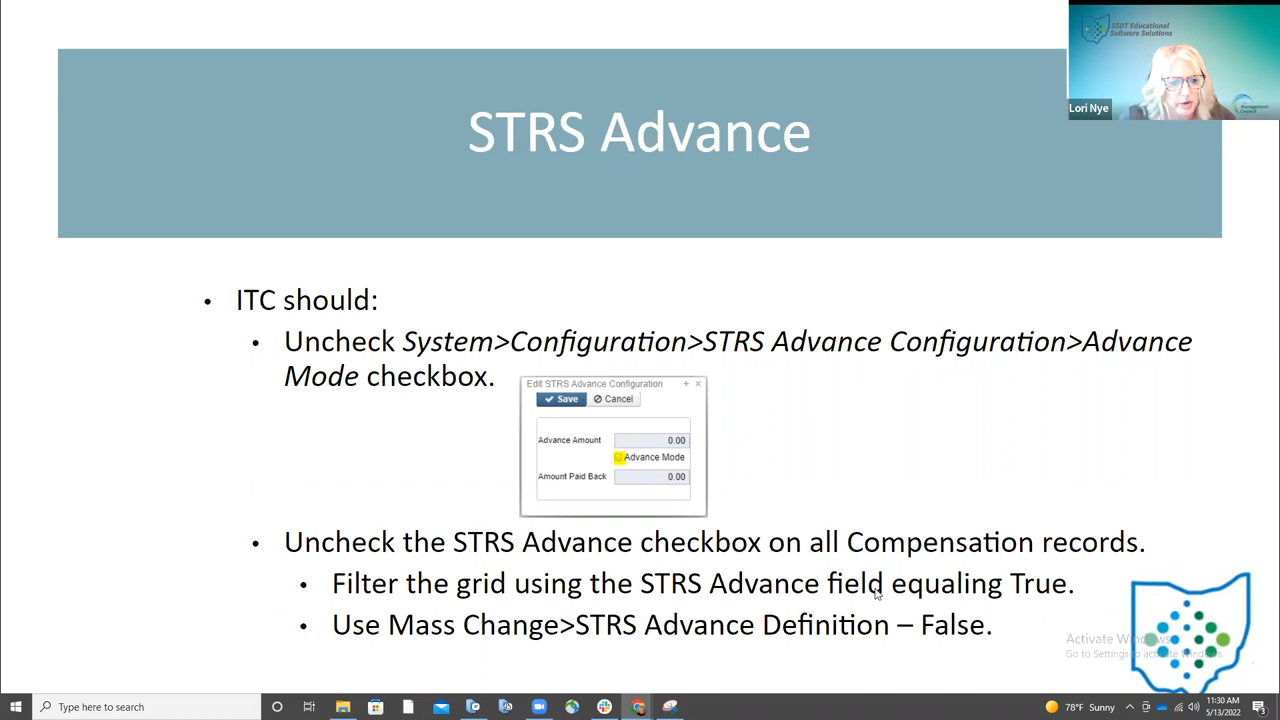 SSDT Educational
Software Solutions
Management
Council
Lori Nye
STRS Advance
• ITC should:
• Uncheck System>Configuration>STRS Advance Configuration>Advance
Mode checkbox.
Edit STRS Advance Configuration
Save Cancel
Advance Amount 0.00
Advance Mode
Amount Paid Back 0.00
• Uncheck the STRS Advance checkbox on all Compensation records.
• Filter the grid using the STRS Advance field equaling True.
• Use Mass Change>STRS Advance Definition – False.
Activate Windows
Go to Settings to activate Windows.
Type here to search
78°F Sunny
11:30 AM
5/13/2022
3